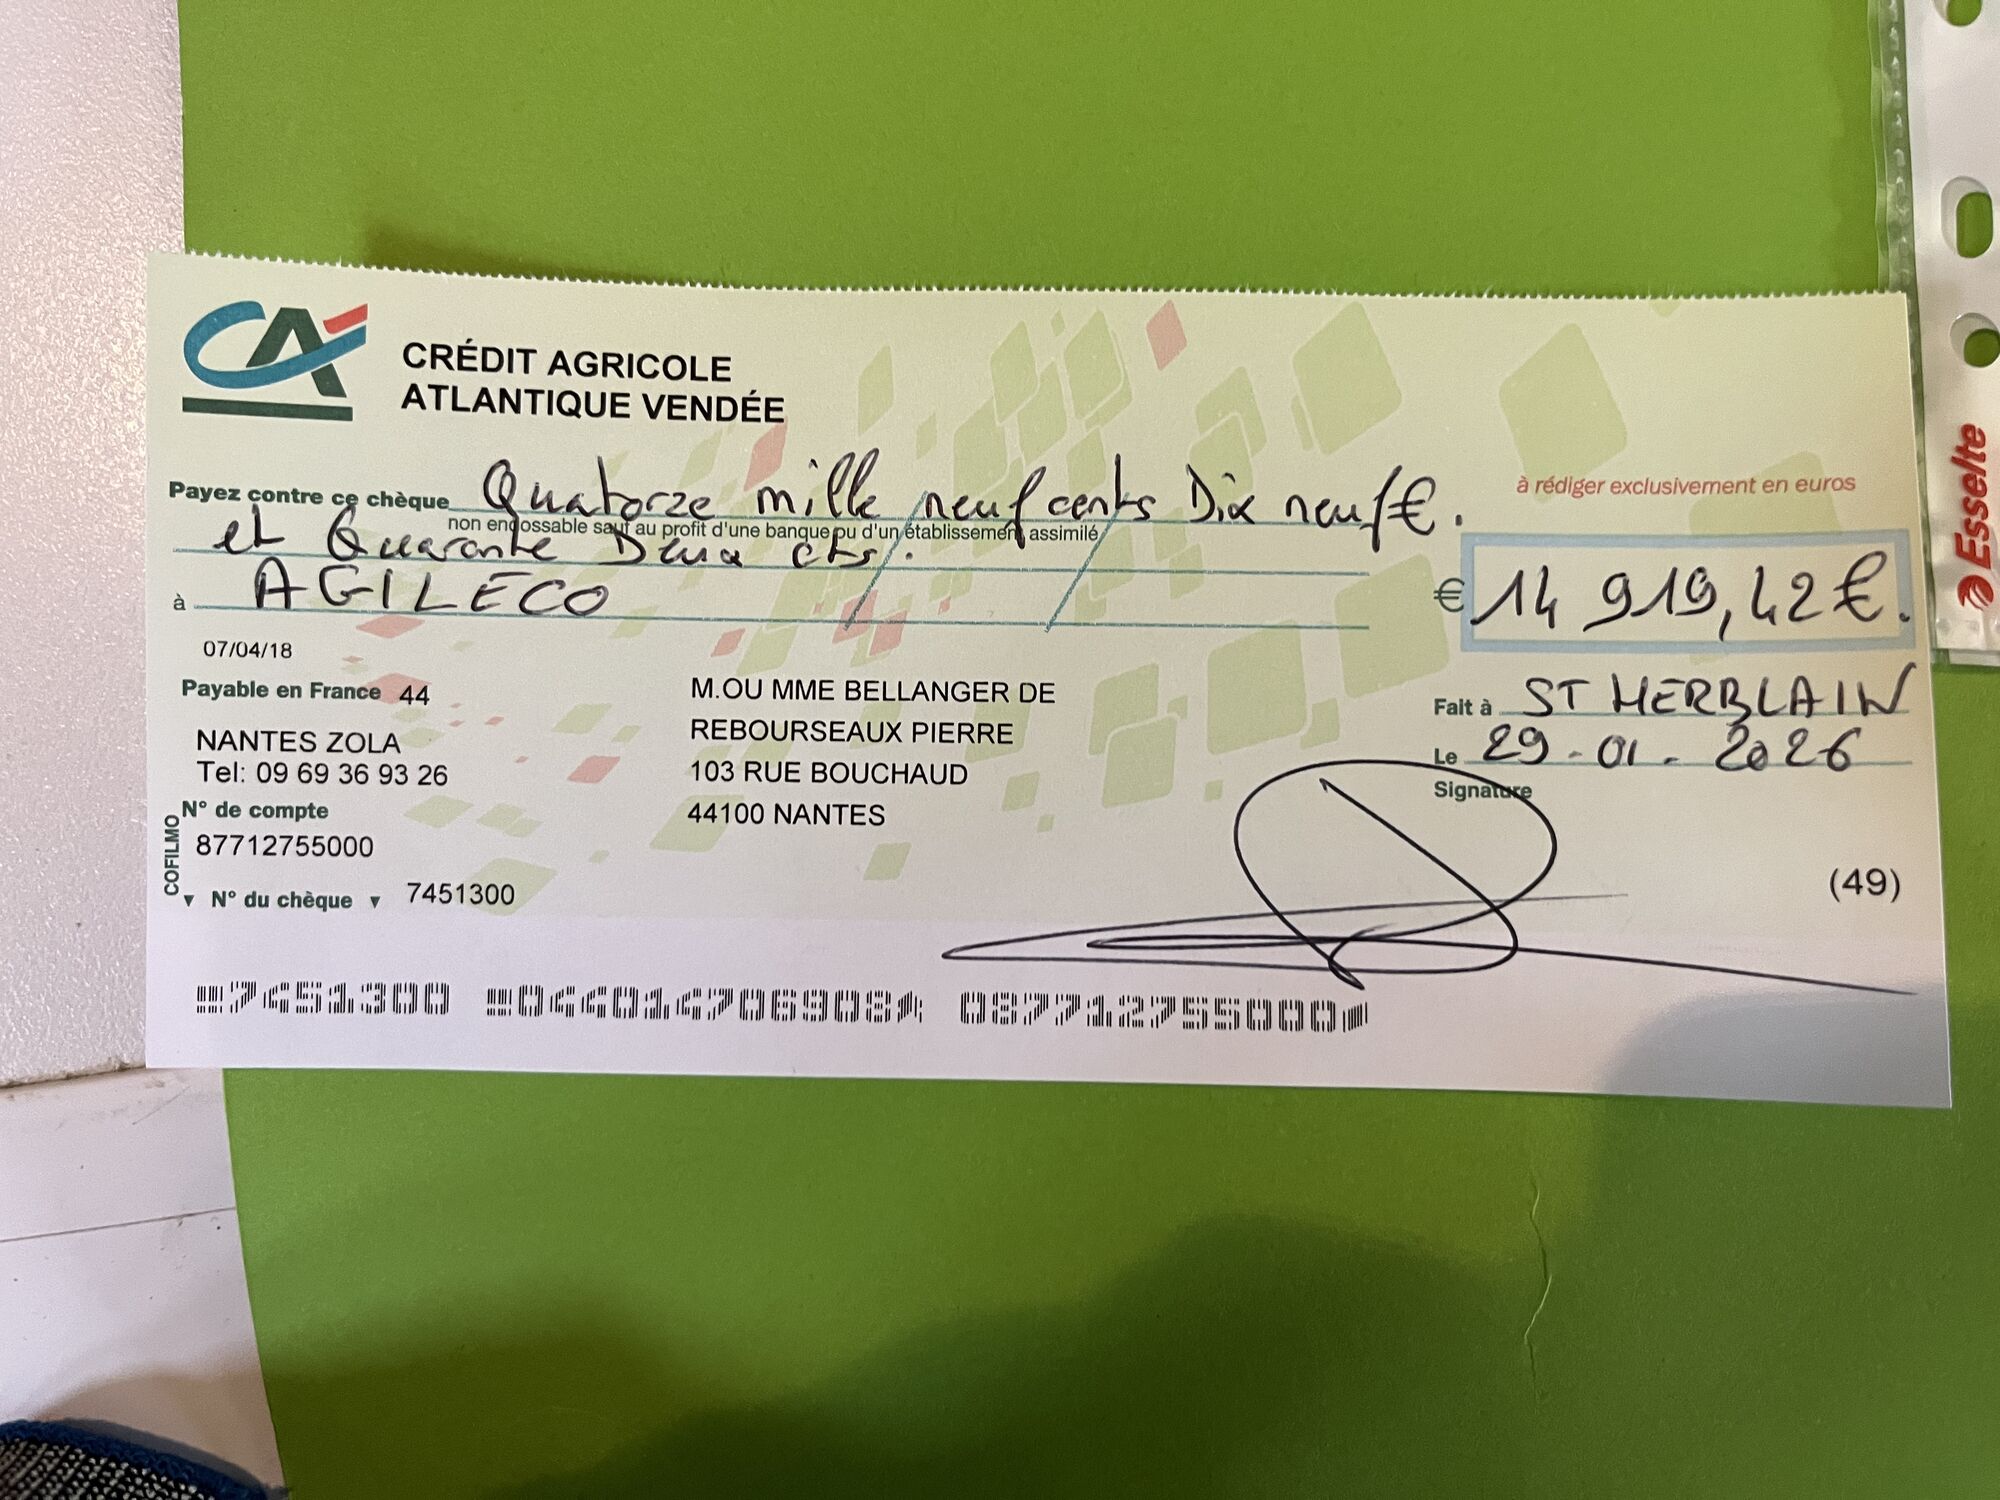 CA
CRÉDIT AGRICOLE
ATLANTIQUE VENDÉE
Payez contre ce chèque Quatorze mille neuf cents Dix neuf €.
à rédiger exclusivement en euros
non endossable sauf au profit d'une banque ou d'un établissement assimilé
et Quarante Deux cts.
€ 14 919,42€.
à AGILECO
07/04/18
Payable en France 44
NANTES ZOLA
Tel: 09 69 36 93 26
N° de compte
87712755000
COFILMO
N° du chèque 7451300
M.OU MME BELLANGER DE
REBOURSEAUX PIERRE
103 RUE BOUCHAUD
44100 NANTES
Fait à ST HERBLAIN
Le 29-01-2026
Signature
(49)
7451300 044014706908 087712755000
Esselte